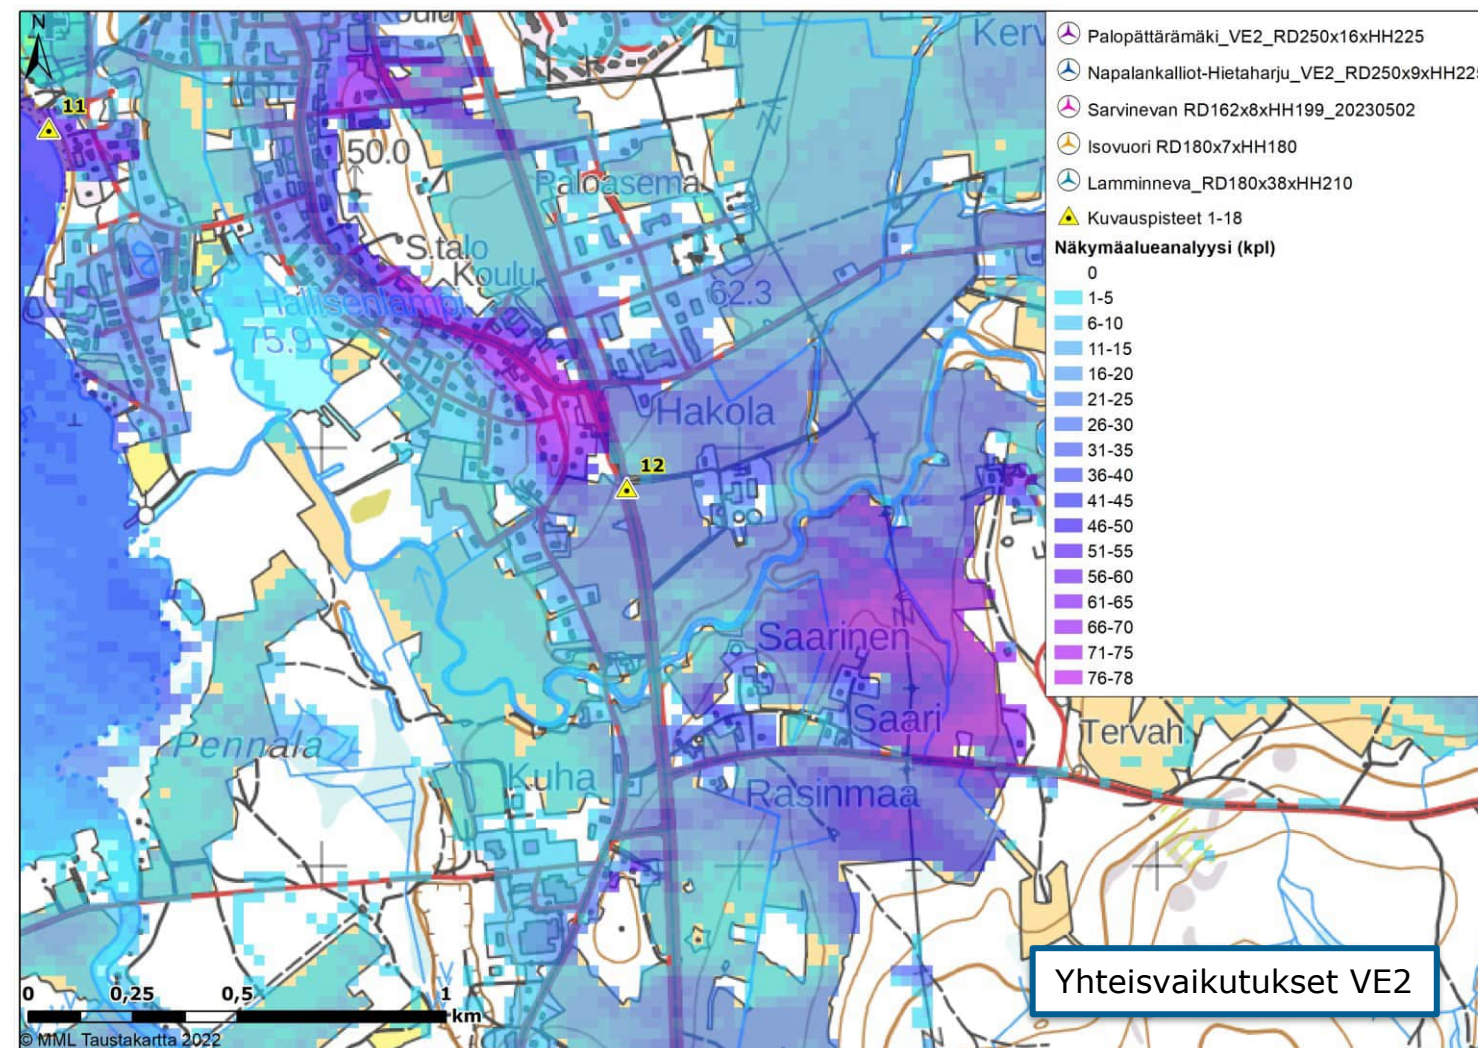 N
Koulu
Kerv
11
50.0
Paloasema
S.talo
Koulu
Hallisenlampi
75.9
62.3
Hakola
12
Saarinen
Saari
Pennala
Kuha
Rasinmaa
Tervah
Palopättärämäki_VE2_RD250x16xHH225
Napalankalliot-Hietaharju_VE2_RD250x9xHH225
Sarvinevan RD162x8xHH199_20230502
Isovuori RD180x7xHH180
Lamminneva_RD180x38xHH210
Kuvauspisteet 1-18
Näkymäalueanalyysi (kpl)
0
1-5
6-10
11-15
16-20
21-25
26-30
31-35
36-40
41-45
46-50
51-55
56-60
61-65
66-70
71-75
76-78
Yhteisvaikutukset VE2
0 0,25 0,5 1
km
© MML Taustakartta 2022